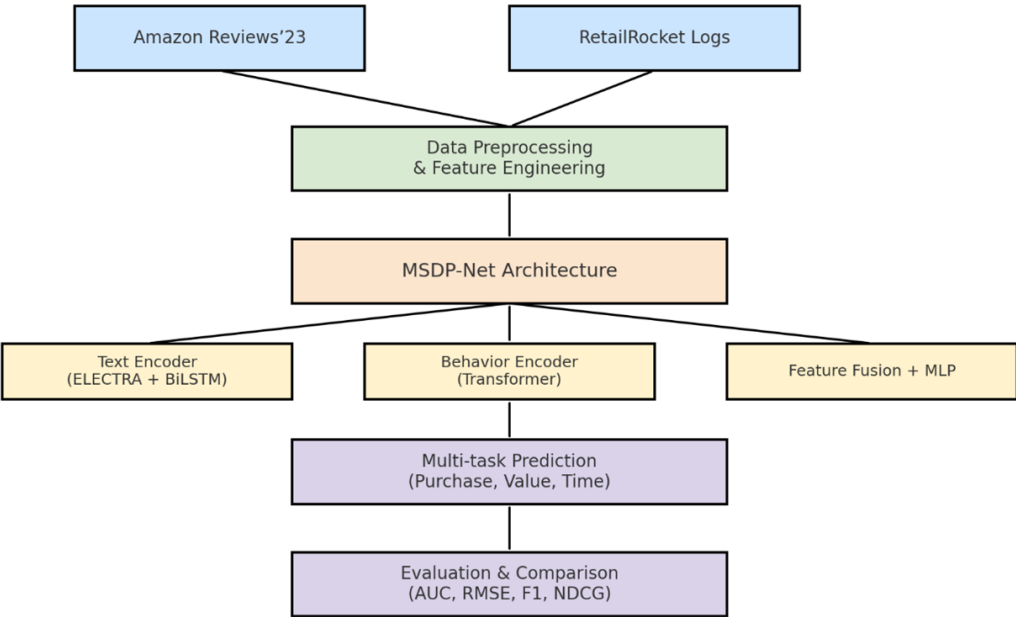 Amazon Reviews’23
RetailRocket Logs
Data Preprocessing
& Feature Engineering
MSDP-Net Architecture
Text Encoder
(ELECTRA + BiLSTM)
Behavior Encoder
(Transformer)
Feature Fusion + MLP
Multi-task Prediction
(Purchase, Value, Time)
Evaluation & Comparison
(AUC, RMSE, F1, NDCG)